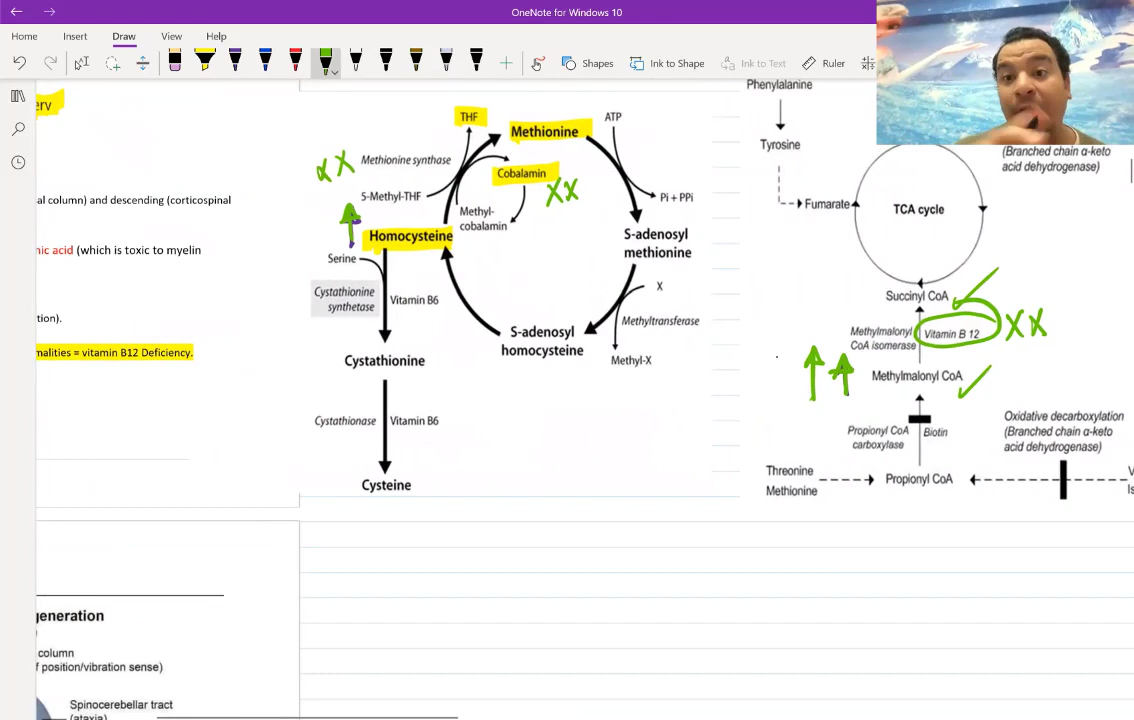 OneNote for Windows 10
Home Insert Draw View Help
Shapes Ink to Shape Ink to Text Ruler
al column) and descending (corticospinal
nic acid (which is toxic to myelin
tion).
malities = vitamin B12 Deficiency.
THF
Methionine
ATP
Methionine synthase
Cobalamin
XX
XX
5-Methyl-THF
Pi + PPi
Methyl-
cobalamin
Homocysteine
S-adenosyl
methionine
Serine
Cystathionine
synthetase
Vitamin B6
X
Methyltransferase
S-adenosyl
homocysteine
Methyl-X
Cystathionine
Cystathionase
Vitamin B6
Cysteine
Phenylalanine
Tyrosine
(Branched chain α-keto
acid dehydrogenase)
Fumarate
TCA cycle
Succinyl CoA
Methylmalonyl
CoA isomerase
Vitamin B 12
XX
Methylmalonyl CoA
Propionyl CoA
carboxylase
Biotin
Oxidative decarboxylation
(Branched chain α-keto
acid dehydrogenase)
Threonine
Methionine
Propionyl CoA
V
Is
generation
column
f position/vibration sense)
Spinocerebellar tract
(ataxia)